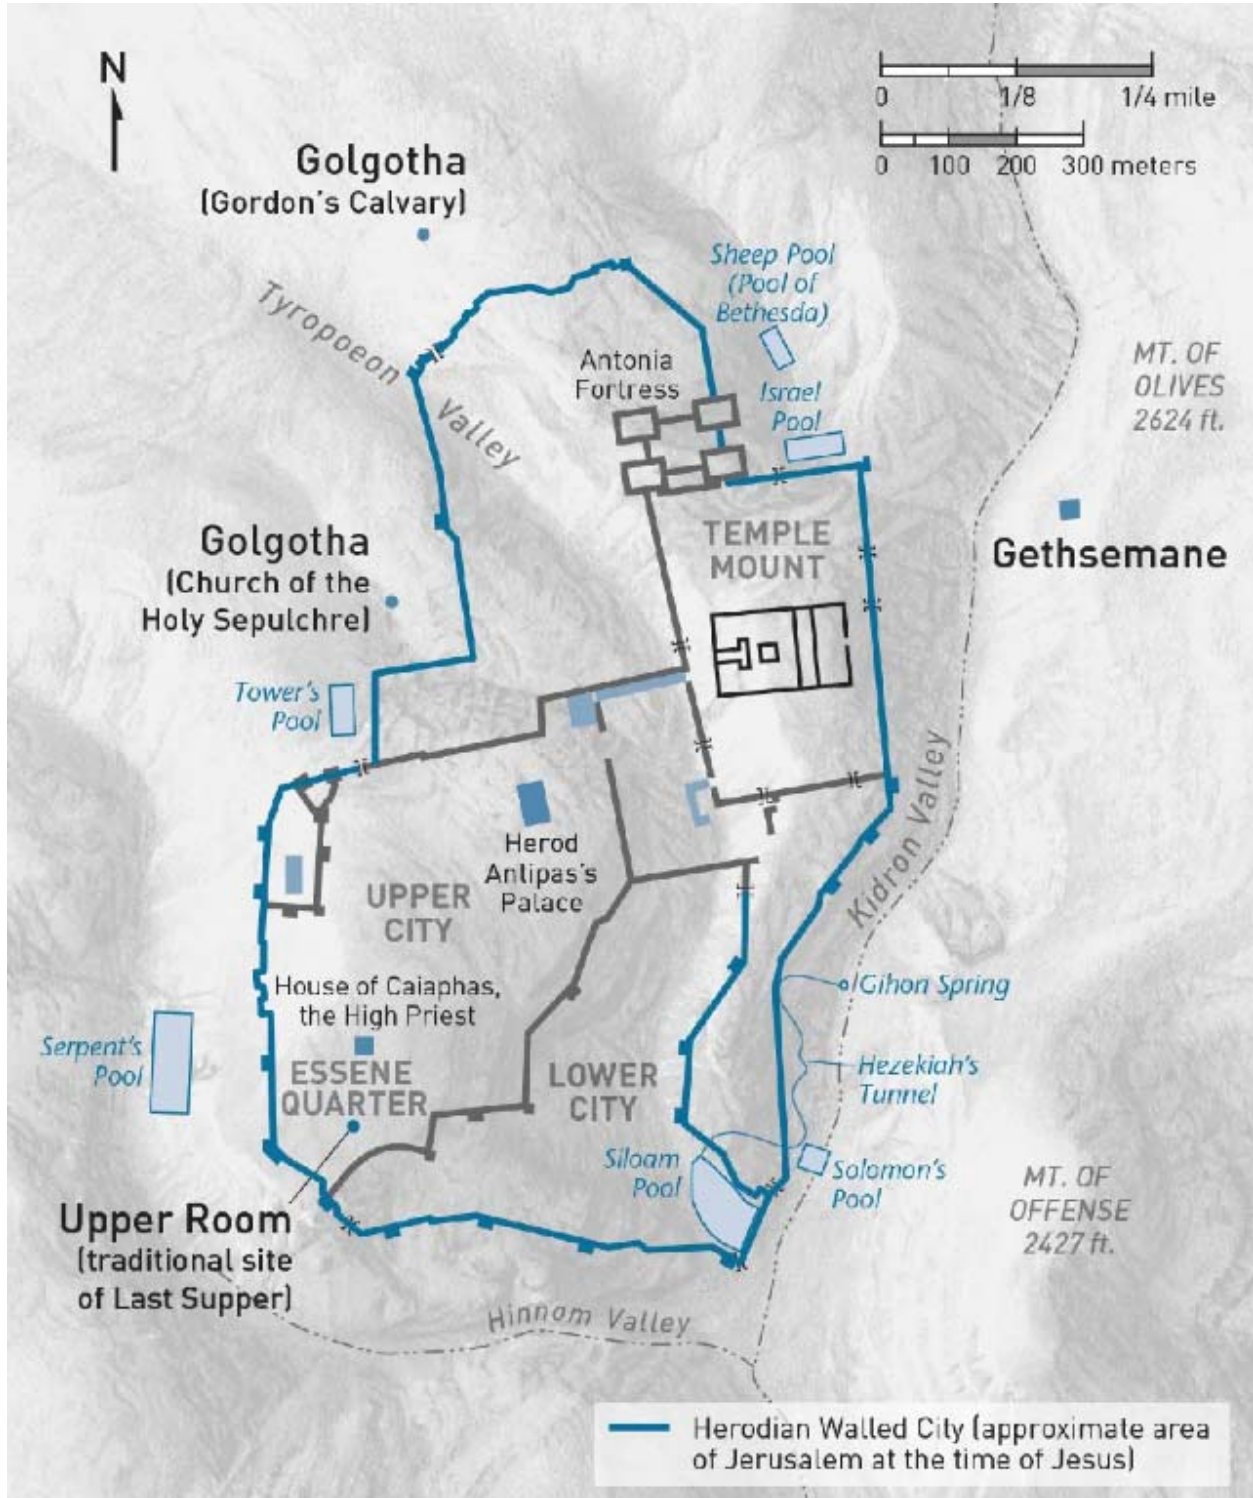 N
0 1/8 1/4 mile
0 100 200 300 meters
Golgotha
(Gordon's Calvary)
Sheep Pool
(Pool of
Bethesda)
Tyropoeon
Valley
Antonia
Fortress
Israel
Pool
MT. OF
OLIVES
2624 ft.
Golgotha
(Church of the
Holy Sepulchre)
TEMPLE
MOUNT
Gethsemane
Tower's
Pool
Herod
Antipas's
Palace
UPPER
CITY
Kidron Valley
House of Caiaphas,
the High Priest
Gihon Spring
Serpent's
Pool
ESSENE
QUARTER
LOWER
CITY
Hezekiah's
Tunnel
Siloam
Pool
Solomon's
Pool
MT. OF
OFFENSE
2427 ft.
Upper Room
(traditional site
of Last Supper)
Hinnom Valley
Herodian Walled City (approximate area
of Jerusalem at the time of Jesus)